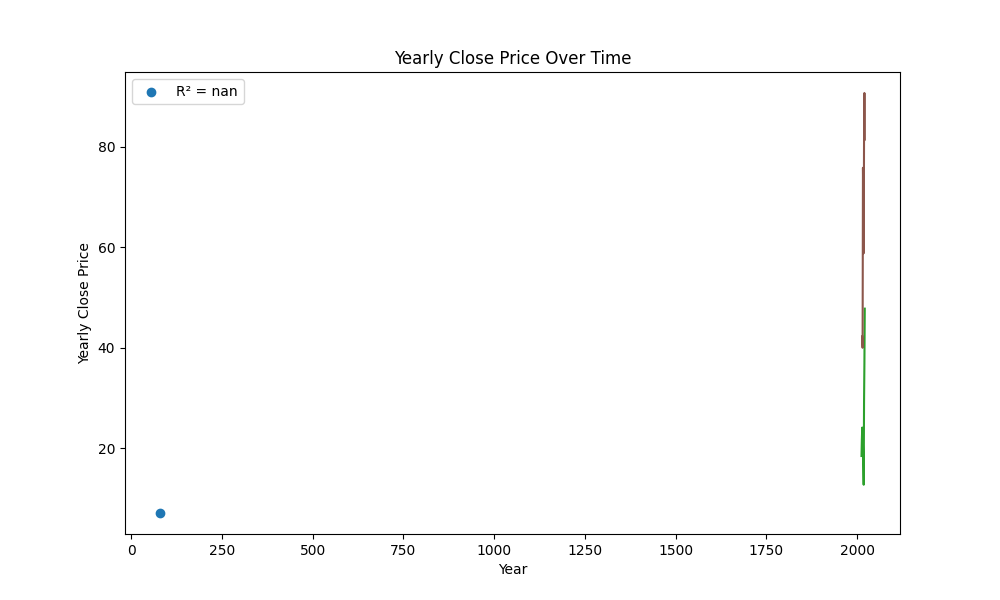 Yearly Close Price Over Time
R² = nan
Yearly Close Price
80
60
40
20
0 250 500 750 1000 1250 1500 1750 2000
Year